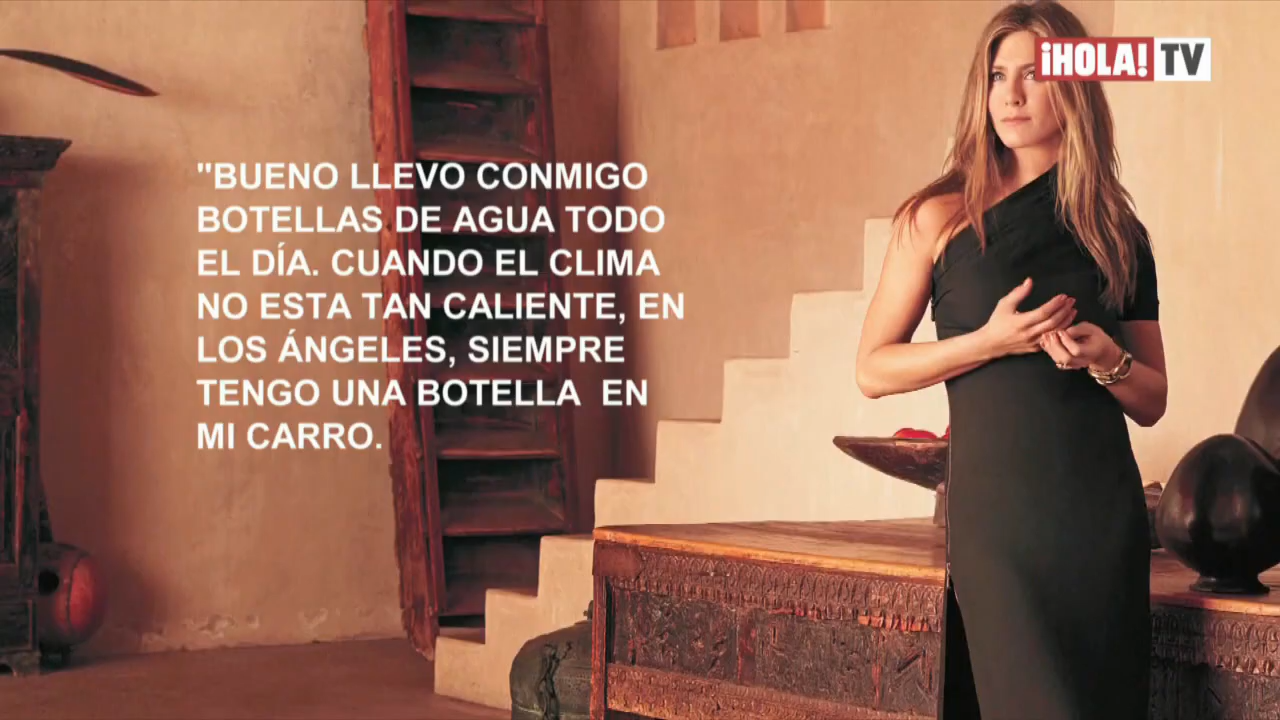 ¡HOLA! TV
"BUENO LLEVO CONMIGO
BOTELLAS DE AGUA TODO
EL DÍA. CUANDO EL CLIMA
NO ESTA TAN CALIENTE, EN
LOS ÁNGELES, SIEMPRE
TENGO UNA BOTELLA  EN
MI CARRO.